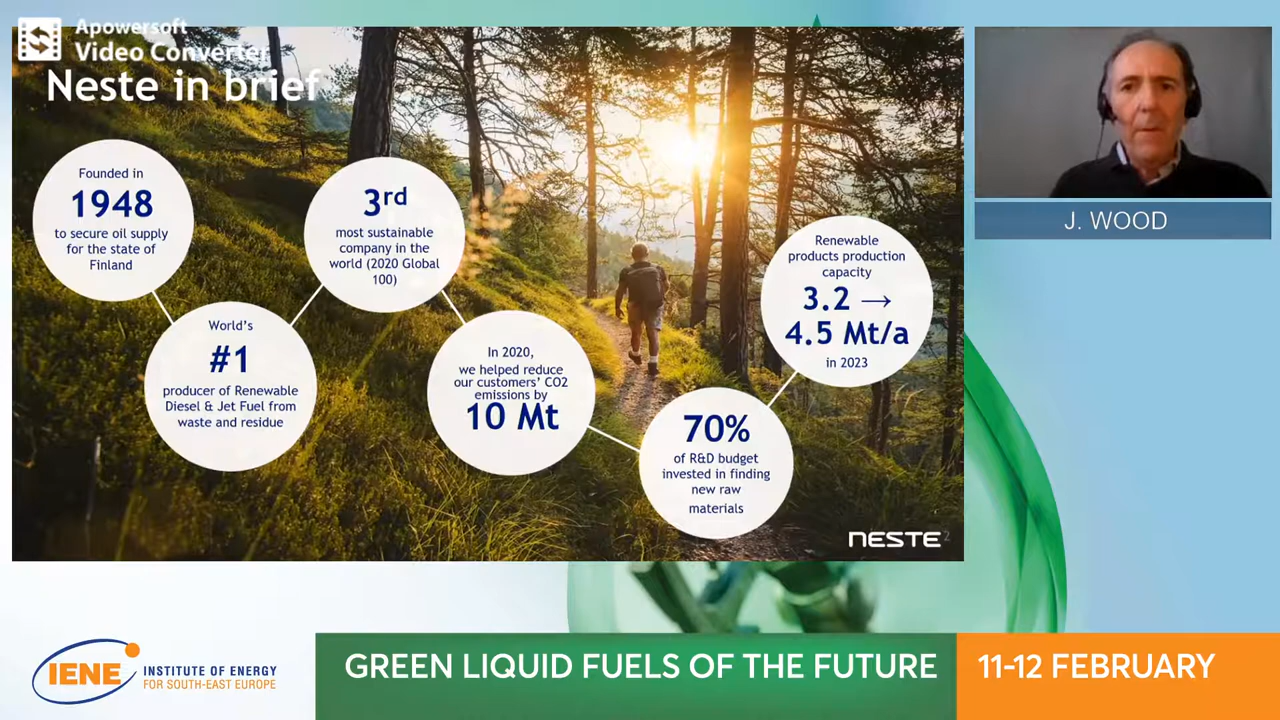 Apowersoft
Video Converter
Neste in brief
Founded in
1948
to secure oil supply
for the state of
Finland
World's
#1
producer of Renewable
Diesel & Jet Fuel from
waste and residue
3rd
most sustainable
company in the
world (2020 Global
100)
In 2020,
we helped reduce
our customers' CO2
emissions by
10 Mt
70%
of R&D budget
invested in finding
new raw
materials
Renewable
products production
capacity
3.2 →
4.5 Mt/a
in 2023
NESTE
2
J. WOOD
IENE
INSTITUTE OF ENERGY
FOR SOUTH-EAST EUROPE
GREEN LIQUID FUELS OF THE FUTURE
11-12 FEBRUARY